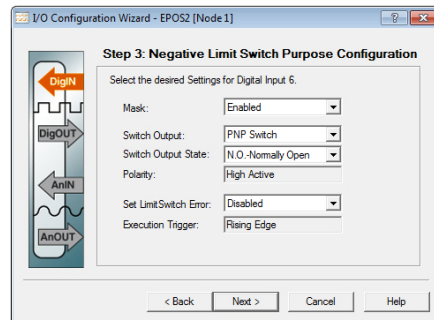 I/O Configuration Wizard - EPOS2 [Node 1]
Step 3: Negative Limit Switch Purpose Configuration
Select the desired Settings for Digital Input 6.
Mask: Enabled
Switch Output: PNP Switch
Switch Output State: N.O.-Normally Open
Polarity: High Active
Set LimitSwitch Error: Disabled
Execution Trigger: Rising Edge
DigIN
DigOUT
AnIN
AnOUT
< Back Next > Cancel Help